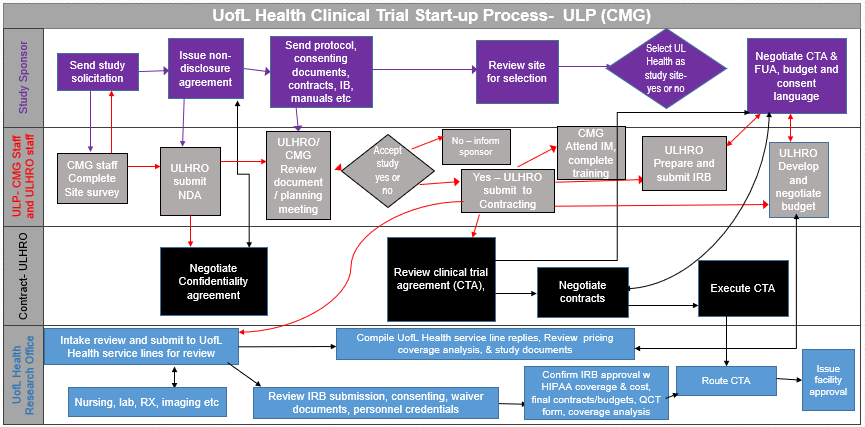 UofL Health Clinical Trial Start-up Process- ULP (CMG)
Study Sponsor
Send study
solicitation
Issue non-
disclosure
agreement
Send protocol,
consenting
documents,
contracts, IB,
manuals etc
Review site
for selection
Select UL
Health as
study site-
yes or no
Negotiate CTA &
FUA, budget and
consent
language
ULP- CMG Staff
and ULHRO staff
CMG staff
Complete
Site survey
ULHRO
submit
NDA
ULHRO/
CMG
Review
document
/ planning
meeting
Accept
study
yes or
no
No – inform
sponsor
Yes – ULHRO
submit to
Contracting
CMG
Attend IM,
complete
training
ULHRO
Prepare and
submit IRB
ULHRO
Develop
and
negotiate
budget
Contract- ULHRO
Negotiate
Confidentiality
agreement
Review clinical trial
agreement (CTA),
Negotiate
contracts
Execute CTA
UofL Health
Research Office
Intake review and submit to UofL
Health service lines for review
Compile UofL Health service line replies, Review pricing
coverage analysis, & study documents
Nursing, lab, RX, imaging etc
Review IRB submission, consenting, waiver
documents, personnel credentials
Confirm IRB approval w
HIPAA coverage & cost,
final contracts/budgets, QCT
form, coverage analysis
Route CTA
Issue
facility
approval